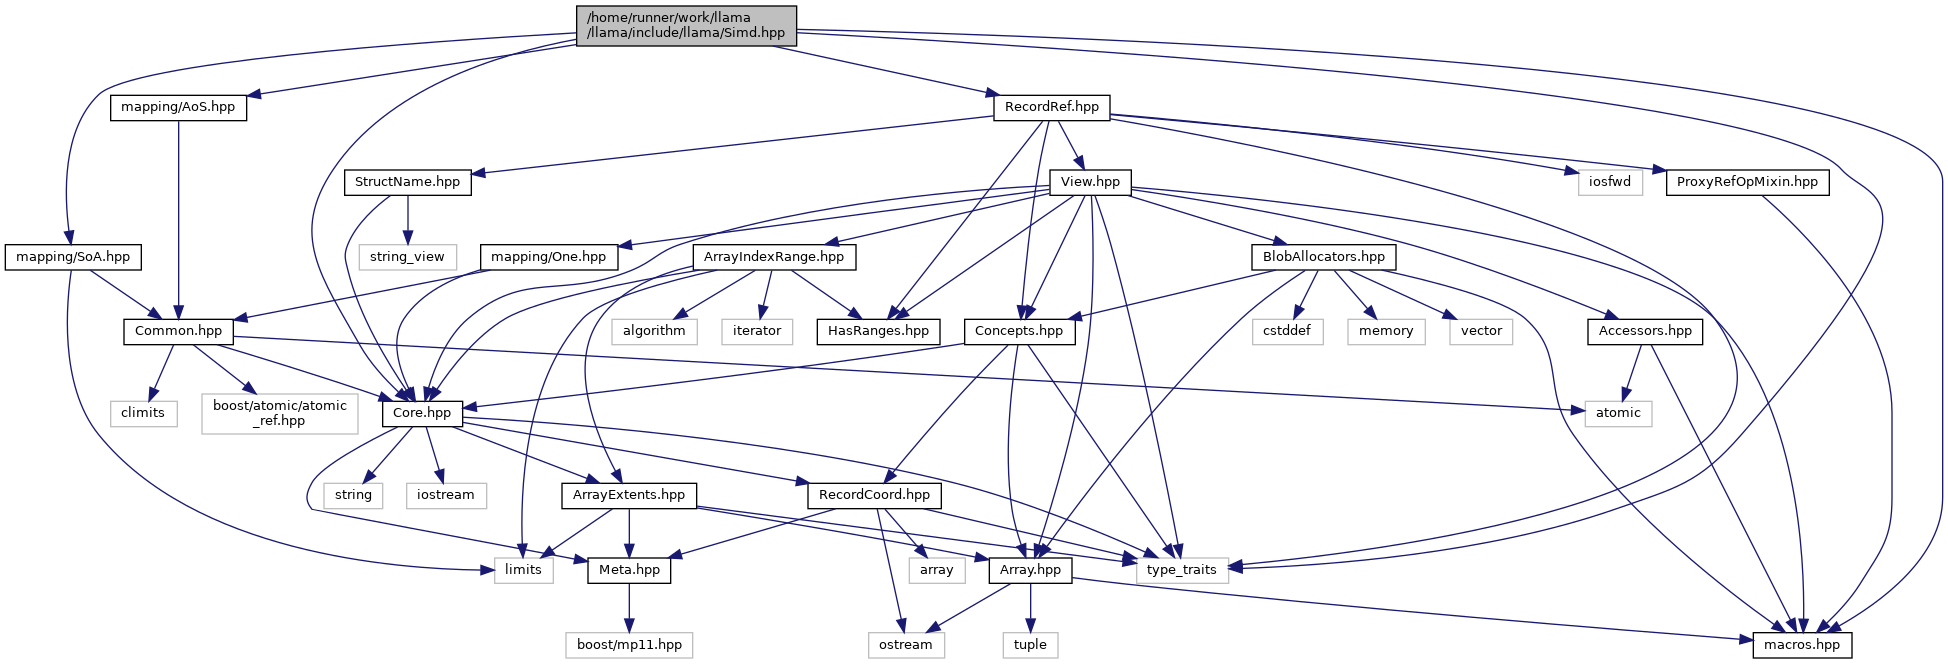 /home/runner/work/llama
/llama/include/llama/Simd.hpp
mapping/AoS.hpp
RecordRef.hpp
StructName.hpp
View.hpp
iosfwd
ProxyRefOpMixin.hpp
mapping/SoA.hpp
string_view
mapping/One.hpp
ArrayIndexRange.hpp
BlobAllocators.hpp
Common.hpp
algorithm
iterator
HasRanges.hpp
Concepts.hpp
cstddef
memory
vector
Accessors.hpp
climits
boost/atomic/atomic
_ref.hpp
Core.hpp
atomic
string
iostream
ArrayExtents.hpp
RecordCoord.hpp
limits
Meta.hpp
array
Array.hpp
type_traits
boost/mp11.hpp
ostream
tuple
macros.hpp